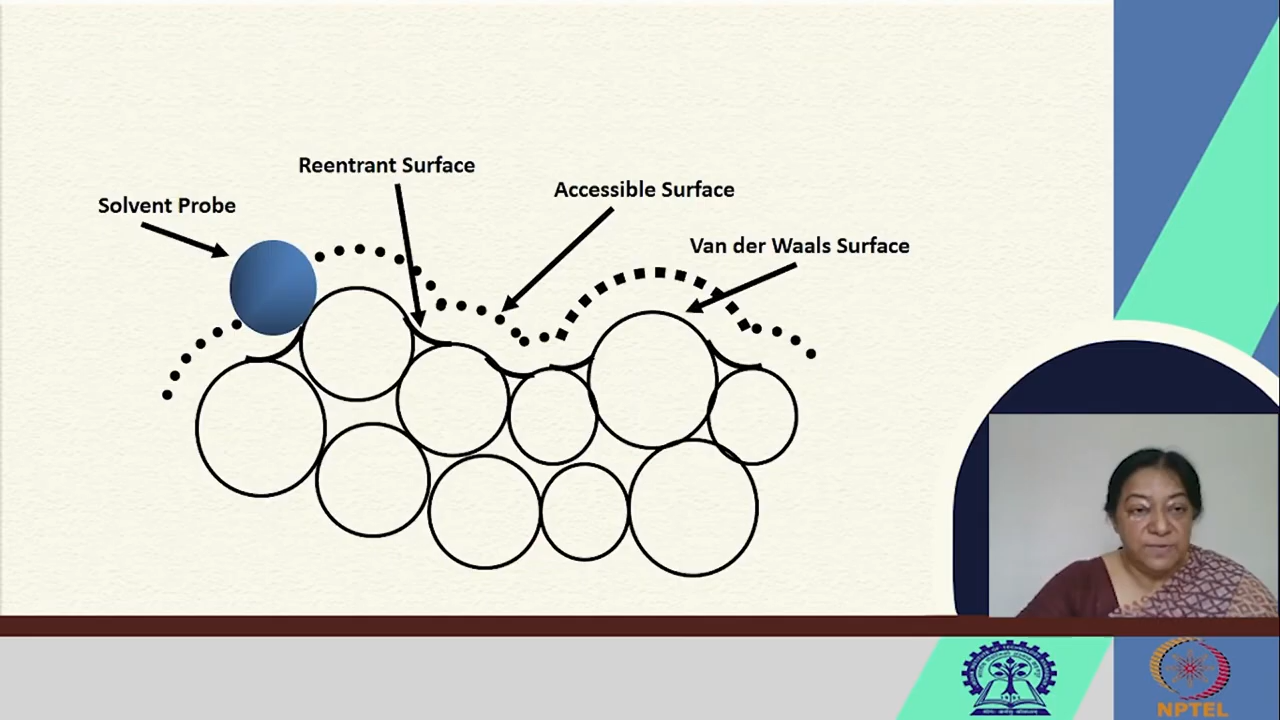 Reentrant Surface
Accessible Surface
Solvent Probe
Van der Waals Surface
NPTEL